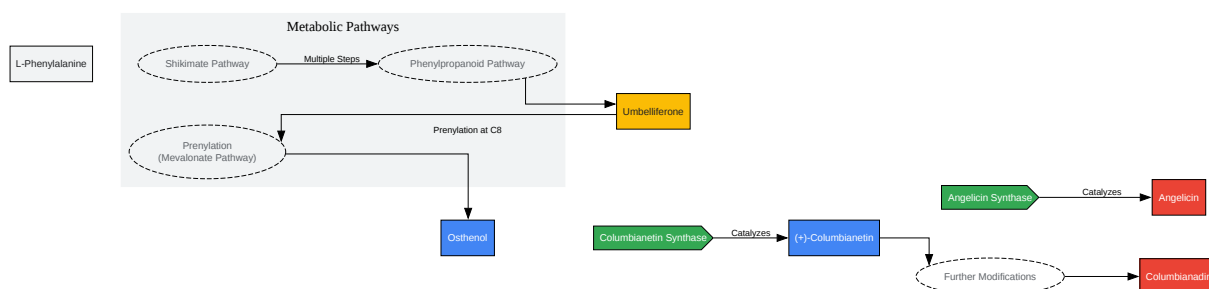 Metabolic Pathways
L-Phenylalanine
Shikimate Pathway
Multiple Steps
Phenylpropanoid Pathway
Umbelliferone
Prenylation at C8
Prenylation
(Mevalonate Pathway)
Angelicin Synthase
Catalyzes
Angelicin
Osthenol
Columbianetin Synthase
Catalyzes
(+)-Columbianetin
Further Modifications
Columbianadin